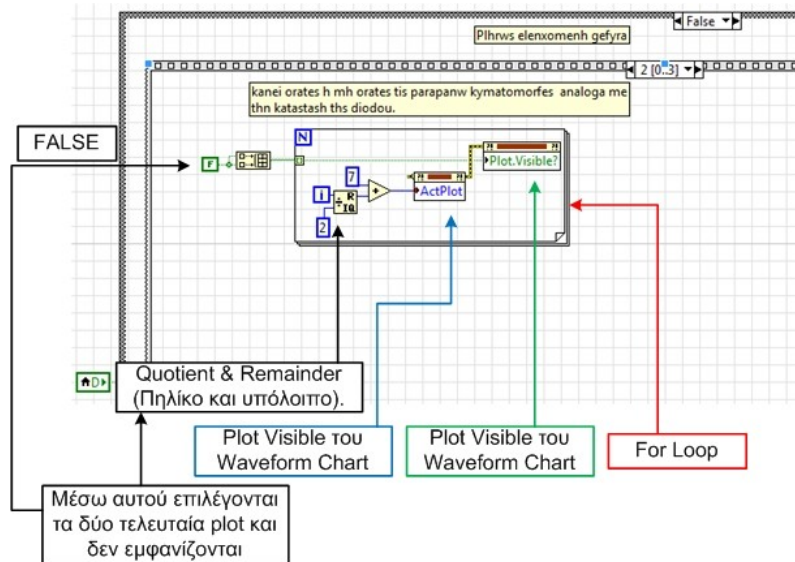 False
Plhrws elenxomenh gefyra
2 [0..3]
kanei orates h mh orates tis parapanw kymatomorfes analoga me
thn katastash ths diodou.
FALSE
F
N
Plot.Visible?
7
i
R
IQ
+
ActPlot
2
D
Quotient & Remainder
(Πηλίκο και υπόλοιπο).
Plot Visible του
Waveform Chart
Plot Visible του
Waveform Chart
For Loop
Μέσω αυτού επιλέγονται
τα δύο τελευταία plot και
δεν εμφανίζονται